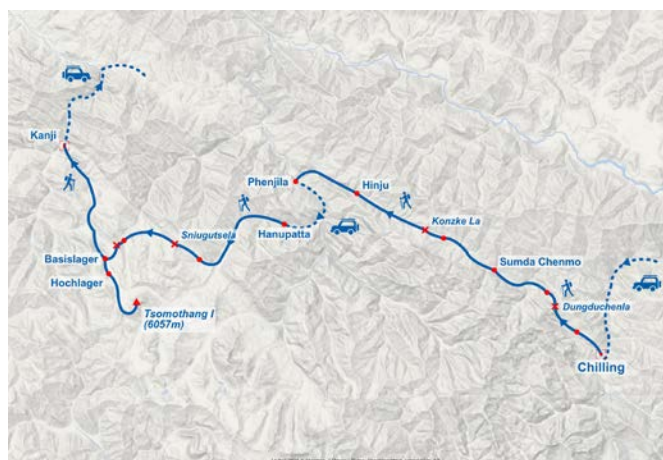 Kanji
Phenjila
Hinju
Konzke La
Sniugutsela
Hanupatta
Basislager
Sumda Chenmo
Hochlager
Dungduchenla
Tsomothang I
(6057m)
Chilling